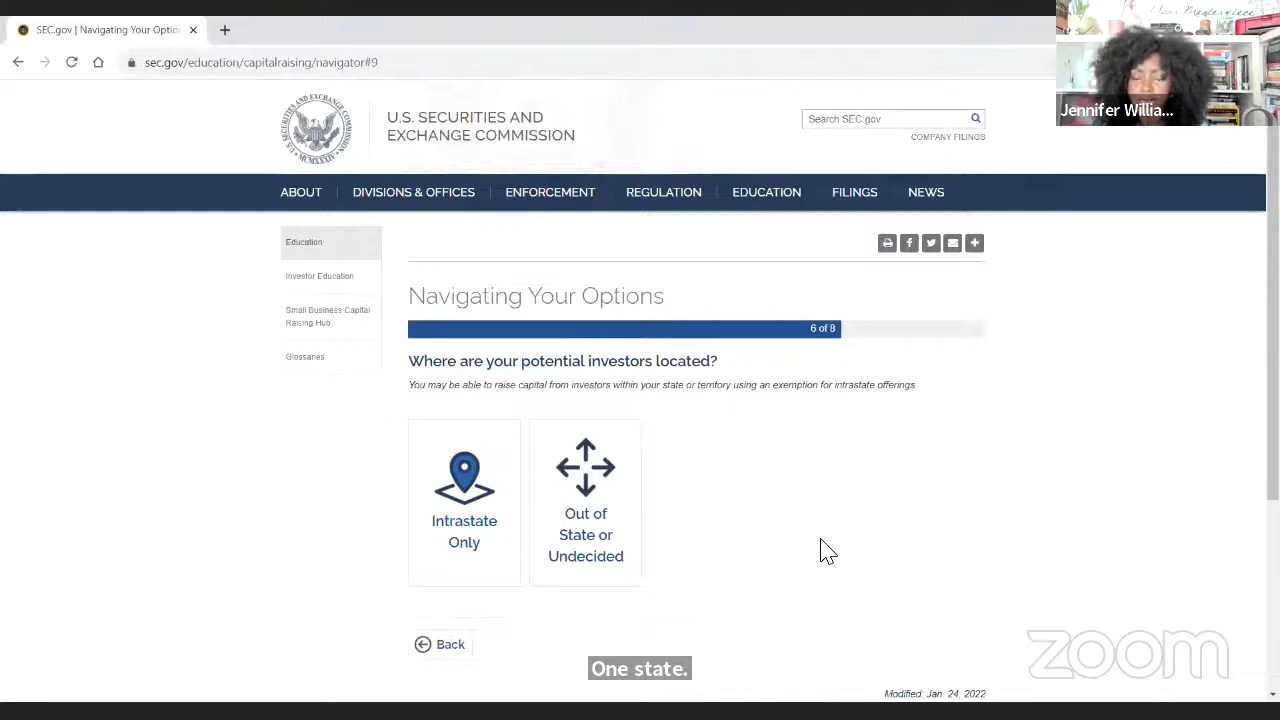 SEC.gov | Navigating Your Optio
sec.gov/education/capitalraising/navigator#9
Your Masterpiece
Jennifer Willia...
U.S. SECURITIES AND
EXCHANGE COMMISSION
Search SEC.gov
COMPANY FILINGS
ABOUT
DIVISIONS & OFFICES
ENFORCEMENT
REGULATION
EDUCATION
FILINGS
NEWS
Education
Investor Education
Small Business Capital
Raising Hub
Glossaries
Navigating Your Options
6 of 8
Where are your potential investors located?
You may be able to raise capital from investors within your state or territory using an exemption for intrastate offerings
Intrastate
Only
Out of
State or
Undecided
Back
One state.
zoom
Modified: Jan. 24, 2022